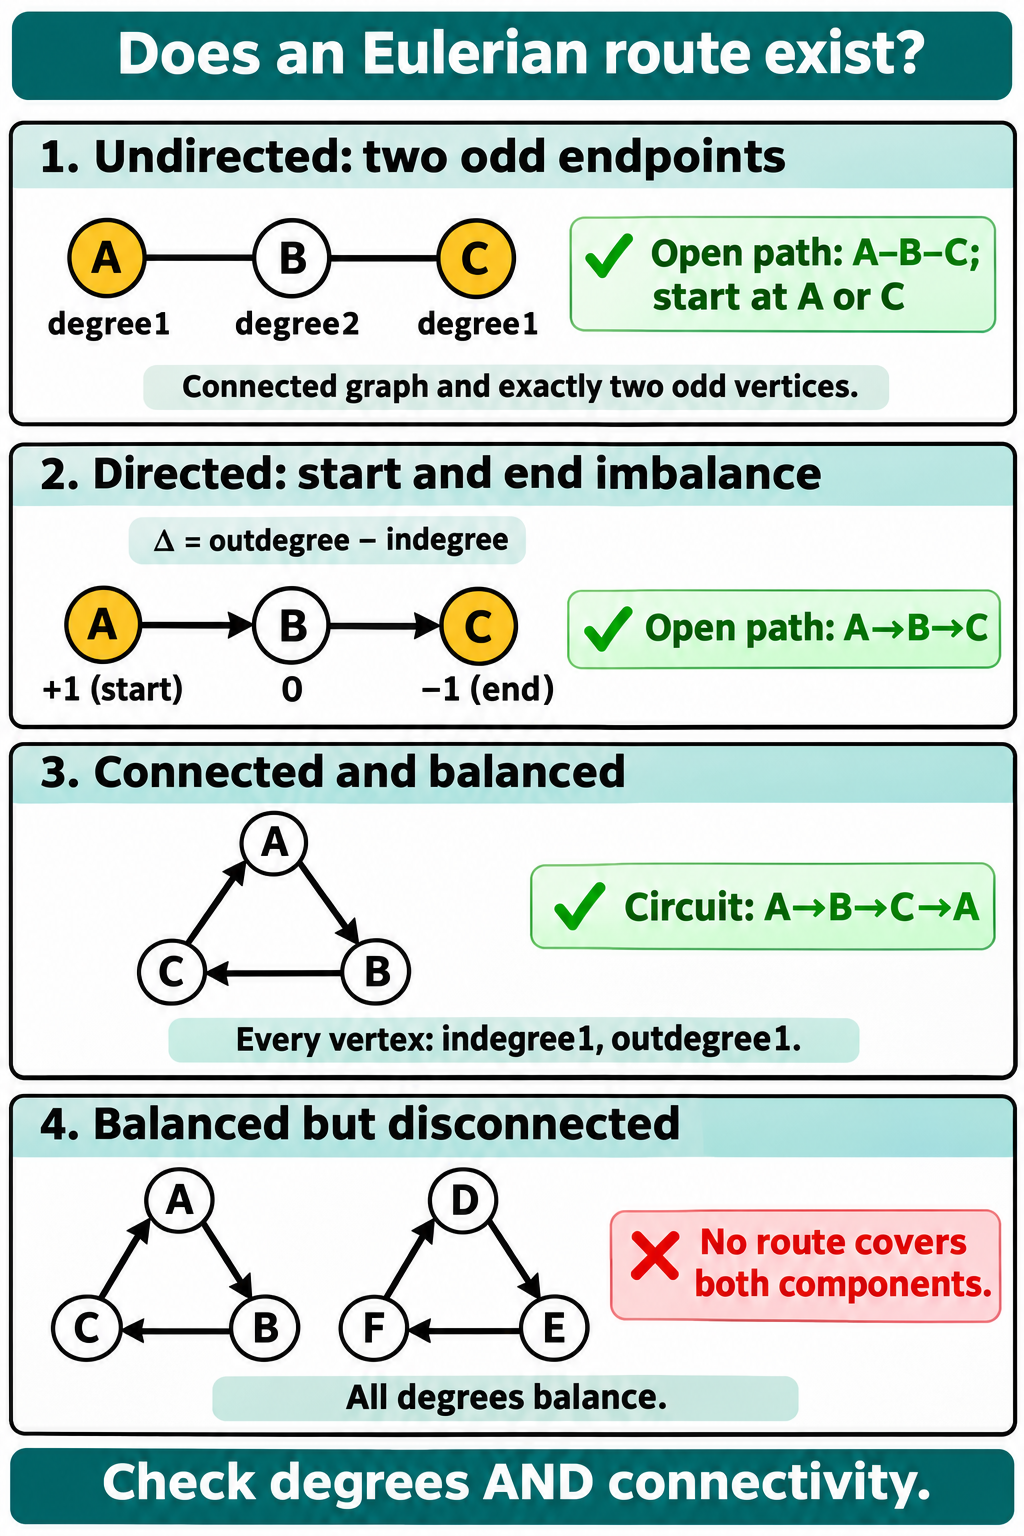 Does an Eulerian route exist?
1. Undirected: two odd endpoints
A
B
C
degree1
degree2
degree1
✓ Open path: A–B–C;
start at A or C
Connected graph and exactly two odd vertices.
2. Directed: start and end imbalance
Δ = outdegree – indegree
A
B
C
+1 (start)
0
−1 (end)
✓ Open path: A→B→C
3. Connected and balanced
A
C
B
✓ Circuit: A→B→C→A
Every vertex: indegree1, outdegree1.
4. Balanced but disconnected
A
C
B
D
F
E
✗ No route covers
both components.
All degrees balance.
Check degrees AND connectivity.